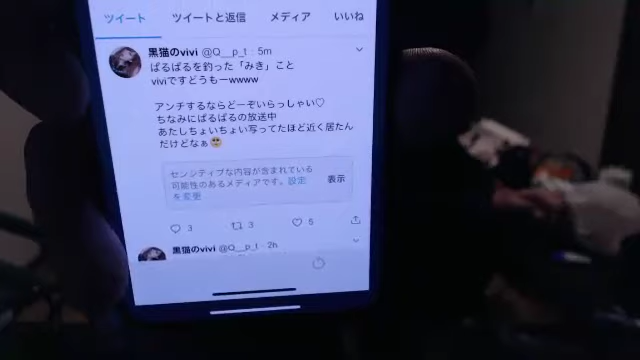 ツイート ツイートと返信 メディア いいね
黒猫のvivi @Q__p_t · 5m
ぱるぱるを釣った「みき」こと
viviですどうもーwwww
アンチするならどーぞいらっしゃい♡
ちなみにぱるぱるの放送中
あたしちょいちょい写ってたほど近く居たん
だけどなぁ🥺
センシティブな内容が含まれている
可能性のあるメディアです。設定
を変更
表示
3 3 5
黒猫のvivi @Q__p_t · 2h